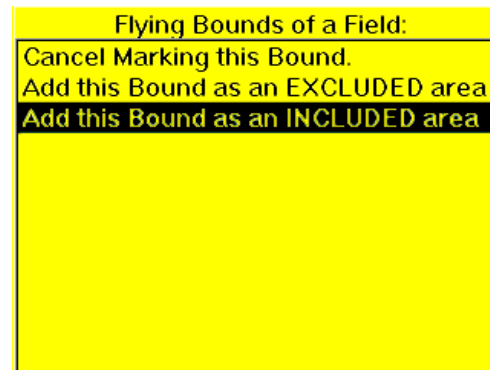 Flying Bounds of a Field:
Cancel Marking this Bound.
Add this Bound as an EXCLUDED area
Add this Bound as an INCLUDED area